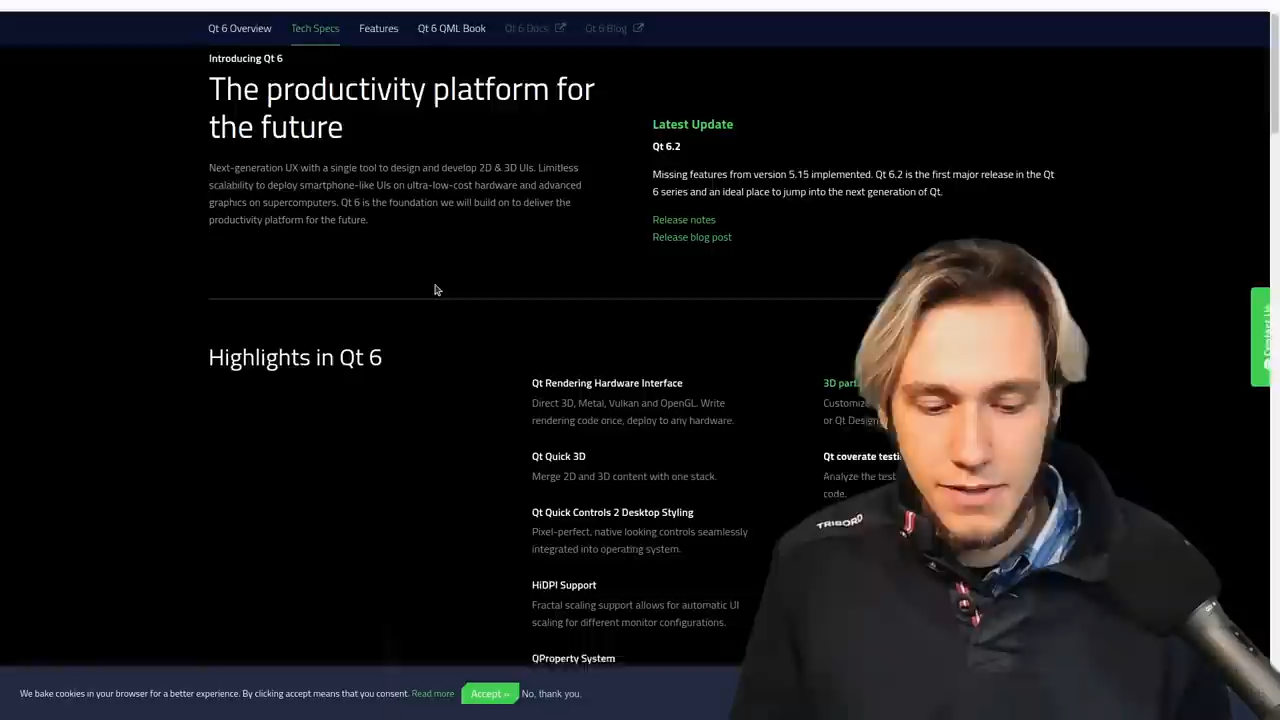 Qt 6 Overview
Tech Specs
Features
Qt 6 QML Book
Qt 6 Docs
Qt 6 Blog
Introducing Qt 6
The productivity platform for
the future
Next-generation UX with a single tool to design and develop 2D & 3D UIs. Limitless
scalability to deploy smartphone-like UIs on ultra-low-cost hardware and advanced
graphics on supercomputers. Qt 6 is the foundation we will build on to deliver the
productivity platform for the future.
Latest Update
Qt 6.2
Missing features from version 5.15 implemented. Qt 6.2 is the first major release in the Qt
6 series and an ideal place to jump into the next generation of Qt.
Release notes
Release blog post
Contact Us
Highlights in Qt 6
Qt Rendering Hardware Interface
Direct 3D, Metal, Vulkan and OpenGL. Write
rendering code once, deploy to any hardware.
Qt Quick 3D
Merge 2D and 3D content with one stack.
Qt Quick Controls 2 Desktop Styling
Pixel-perfect, native looking controls seamlessly
integrated into operating system.
HiDPI Support
Fractal scaling support allows for automatic UI
scaling for different monitor configurations.
QProperty System
3D
or Qt
Qt coverate
Analyze the test
code.
TRIBORD
We bake cookies in your browser for a better experience. By clicking accept means that you consent. Read more
Accept »
No, thank you.